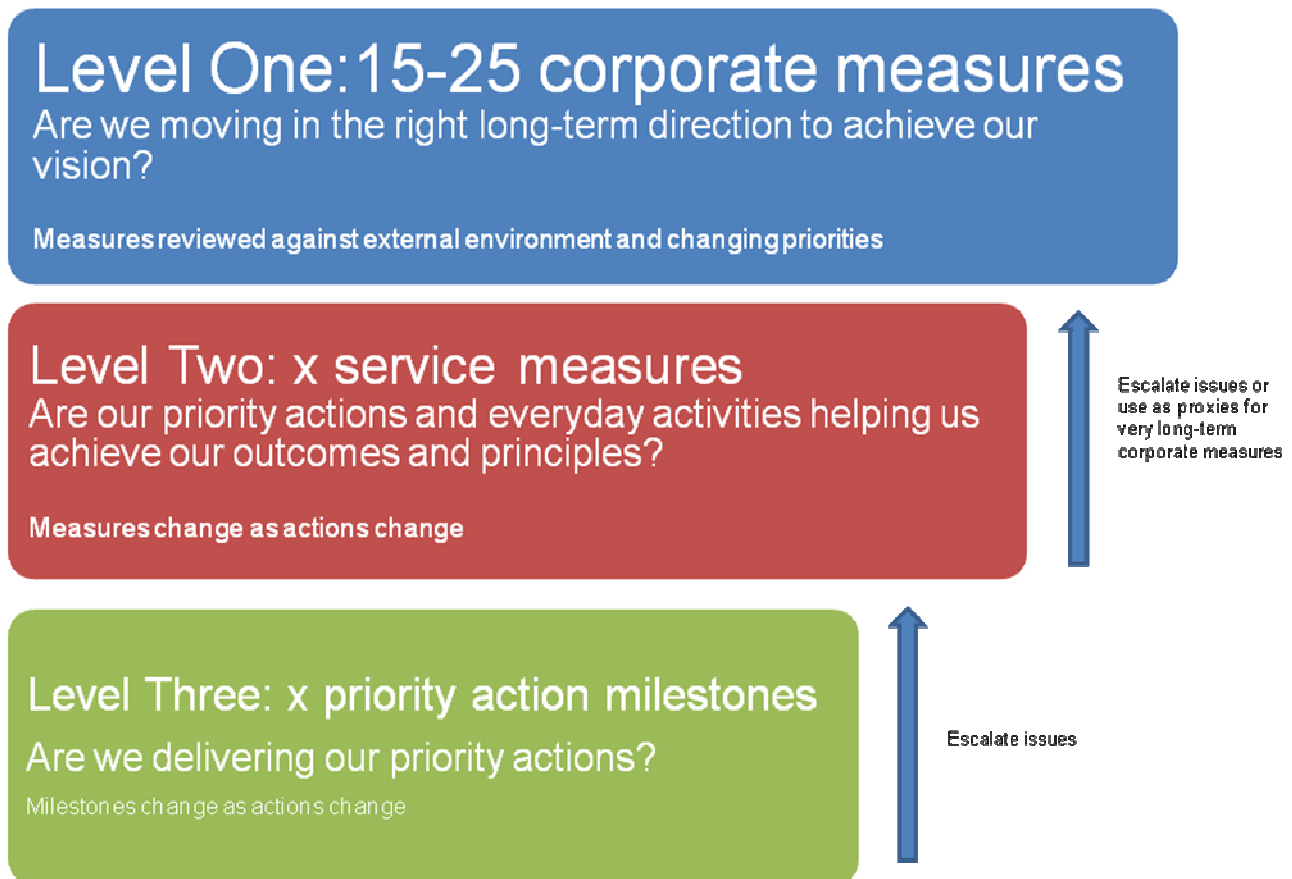 Level One:15-25 corporate measures
Are we moving in the right long-term direction to achieve our
vision?
Measures reviewed against external environment and changing priorities
Level Two: x service measures
Are our priority actions and everyday activities helping us
achieve our outcomes and principles?
Measures change as actions change
Escalate issues or
use as proxies for
very long-term
corporate measures
Level Three: x priority action milestones
Are we delivering our priority actions?
Milestones change as actions change
Escalate issues